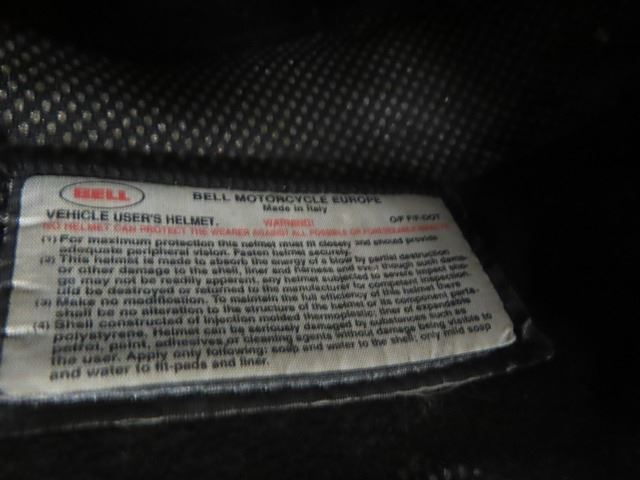 BELL
BELL MOTORCYCLE EUROPE
Made in Italy
VEHICLE USER'S HELMET. WARNING! O/F P/F-DOT
NO HELMET CAN PROTECT THE WEARER AGAINST ALL POSSIBLE OR FORESEEABLE IMPACTS
(1) For maximum protection this helmet must fit closely and should provide
adequate peripheral vision. Fasten helmet securely.
(2) This helmet is made to absorb the energy of a blow by partial destruction
or other damage to the shell, liner and harness and even though such dama-
ge may not be readily apparent, any helmet subjected to severe impact sho-
uld be destroyed or returned to the manufacturer for competent inspection.
(3) Make no modification. To maintain the full efficiency of this helmet there
shall be no alteration to the structure of the helmet or its component parts.
(4) Shell constructed of injection molded thermoplastic; liner of expanded
polystyrene. Helmet can be seriously damaged by substances such as
petrol, paint, adhesives or cleaning agents without damage being visible to
the user. Apply only following: soap and water to the shell; only mild soap
and water to fit-pads and liner.